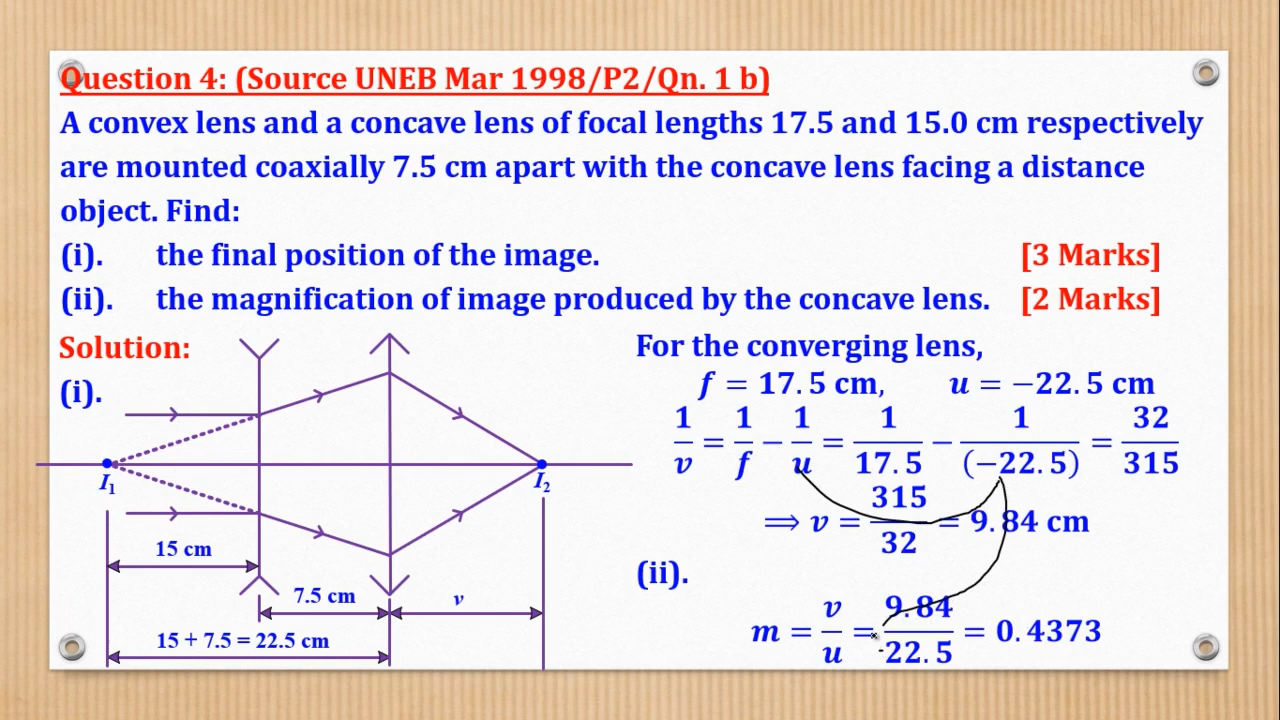 Question 4: (Source UNEB Mar 1998/P2/Qn. 1 b)
A convex lens and a concave lens of focal lengths 17.5 and 15.0 cm respectively
are mounted coaxially 7.5 cm apart with the concave lens facing a distance
object. Find:
(i). the final position of the image. [3 Marks]
(ii). the magnification of image produced by the concave lens. [2 Marks]
Solution:
(i).
I₁
I₂
15 cm
7.5 cm
v
15 + 7.5 = 22.5 cm
For the converging lens,
f = 17.5 cm, u = −22.5 cm
1/v = 1/f − 1/u = 1/17.5 − 1/(−22.5) = 32/315
⟹ v = 315/32 = 9.84 cm
(ii).
m = v/u = 9.84/-22.5 = 0.4373